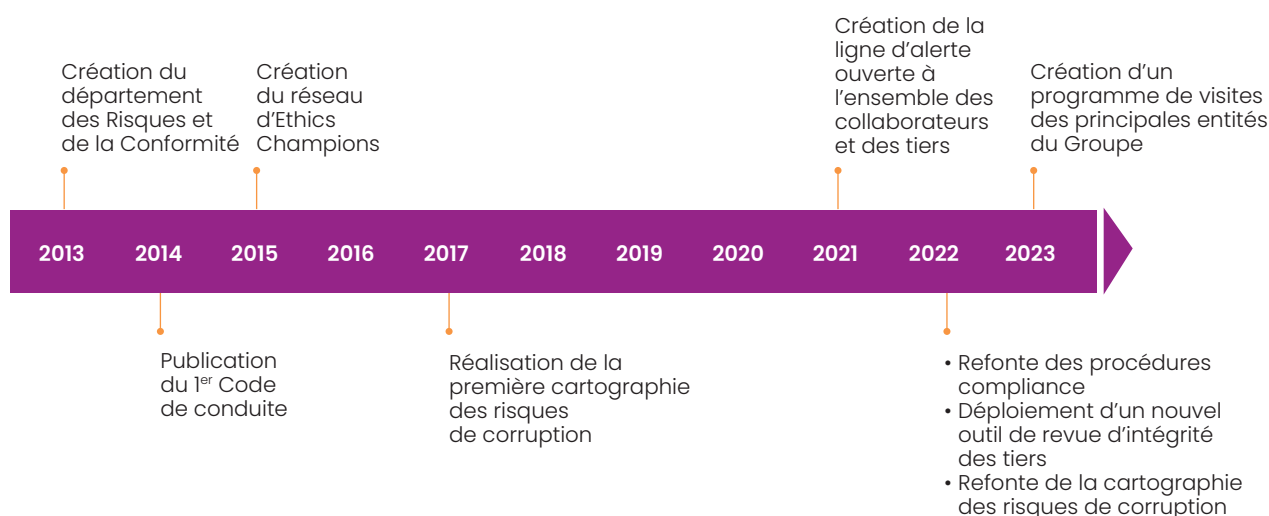 Création du
département
des Risques et
de la Conformité
Création
du réseau
d'Ethics
Champions
Création de la
ligne d'alerte
ouverte à
l'ensemble des
collaborateurs
et des tiers
Création d'un
programme de visites
des principales entités
du Groupe
2013 2014 2015 2016 2017 2018 2019 2020 2021 2022 2023
Publication
du 1er Code
de conduite
Réalisation de la
première cartographie
des risques
de corruption
• Refonte des procédures
compliance
• Déploiement d'un nouvel
outil de revue d'intégrité
des tiers
• Refonte de la cartographie
des risques de corruption